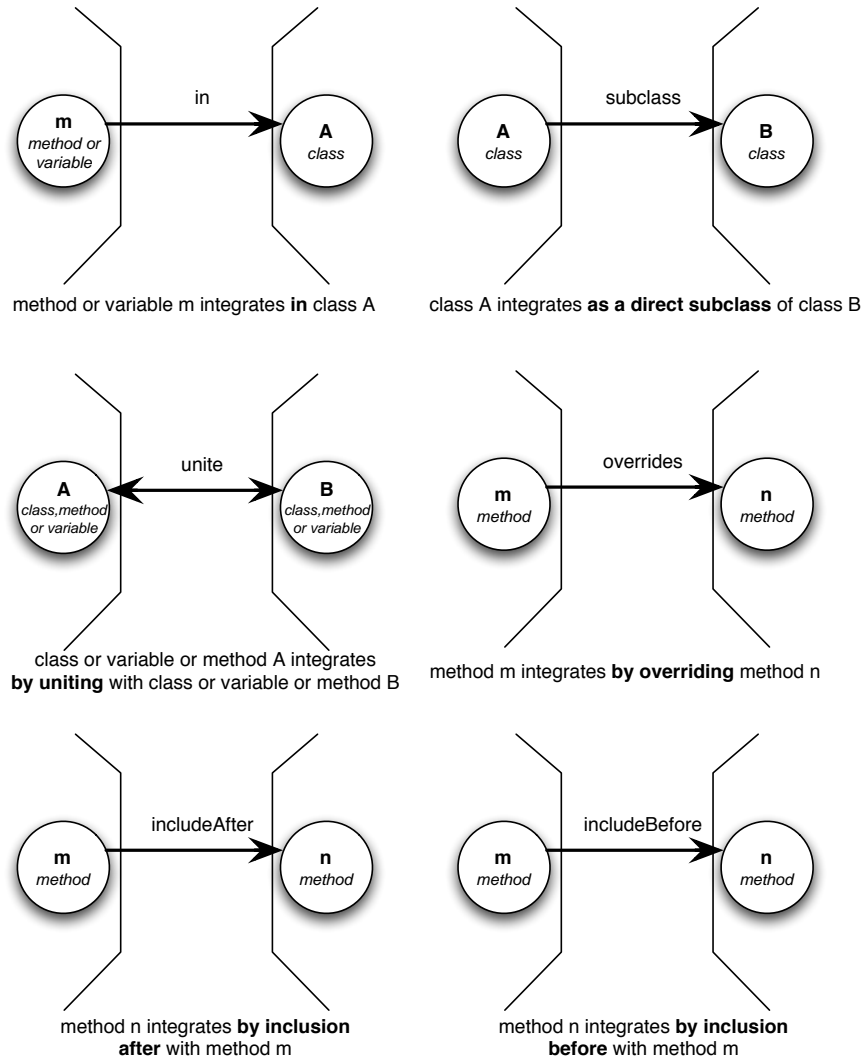 in
m
method or
variable
A
class
method or variable m integrates in class A
subclass
A
class
B
class
class A integrates as a direct subclass of class B
unite
A
class,method
or variable
B
class,method
or variable
class or variable or method A integrates
by uniting with class or variable or method B
overrides
m
method
n
method
method m integrates by overriding method n
includeAfter
m
method
n
method
method n integrates by inclusion
after with method m
includeBefore
m
method
n
method
method n integrates by inclusion
before with method m